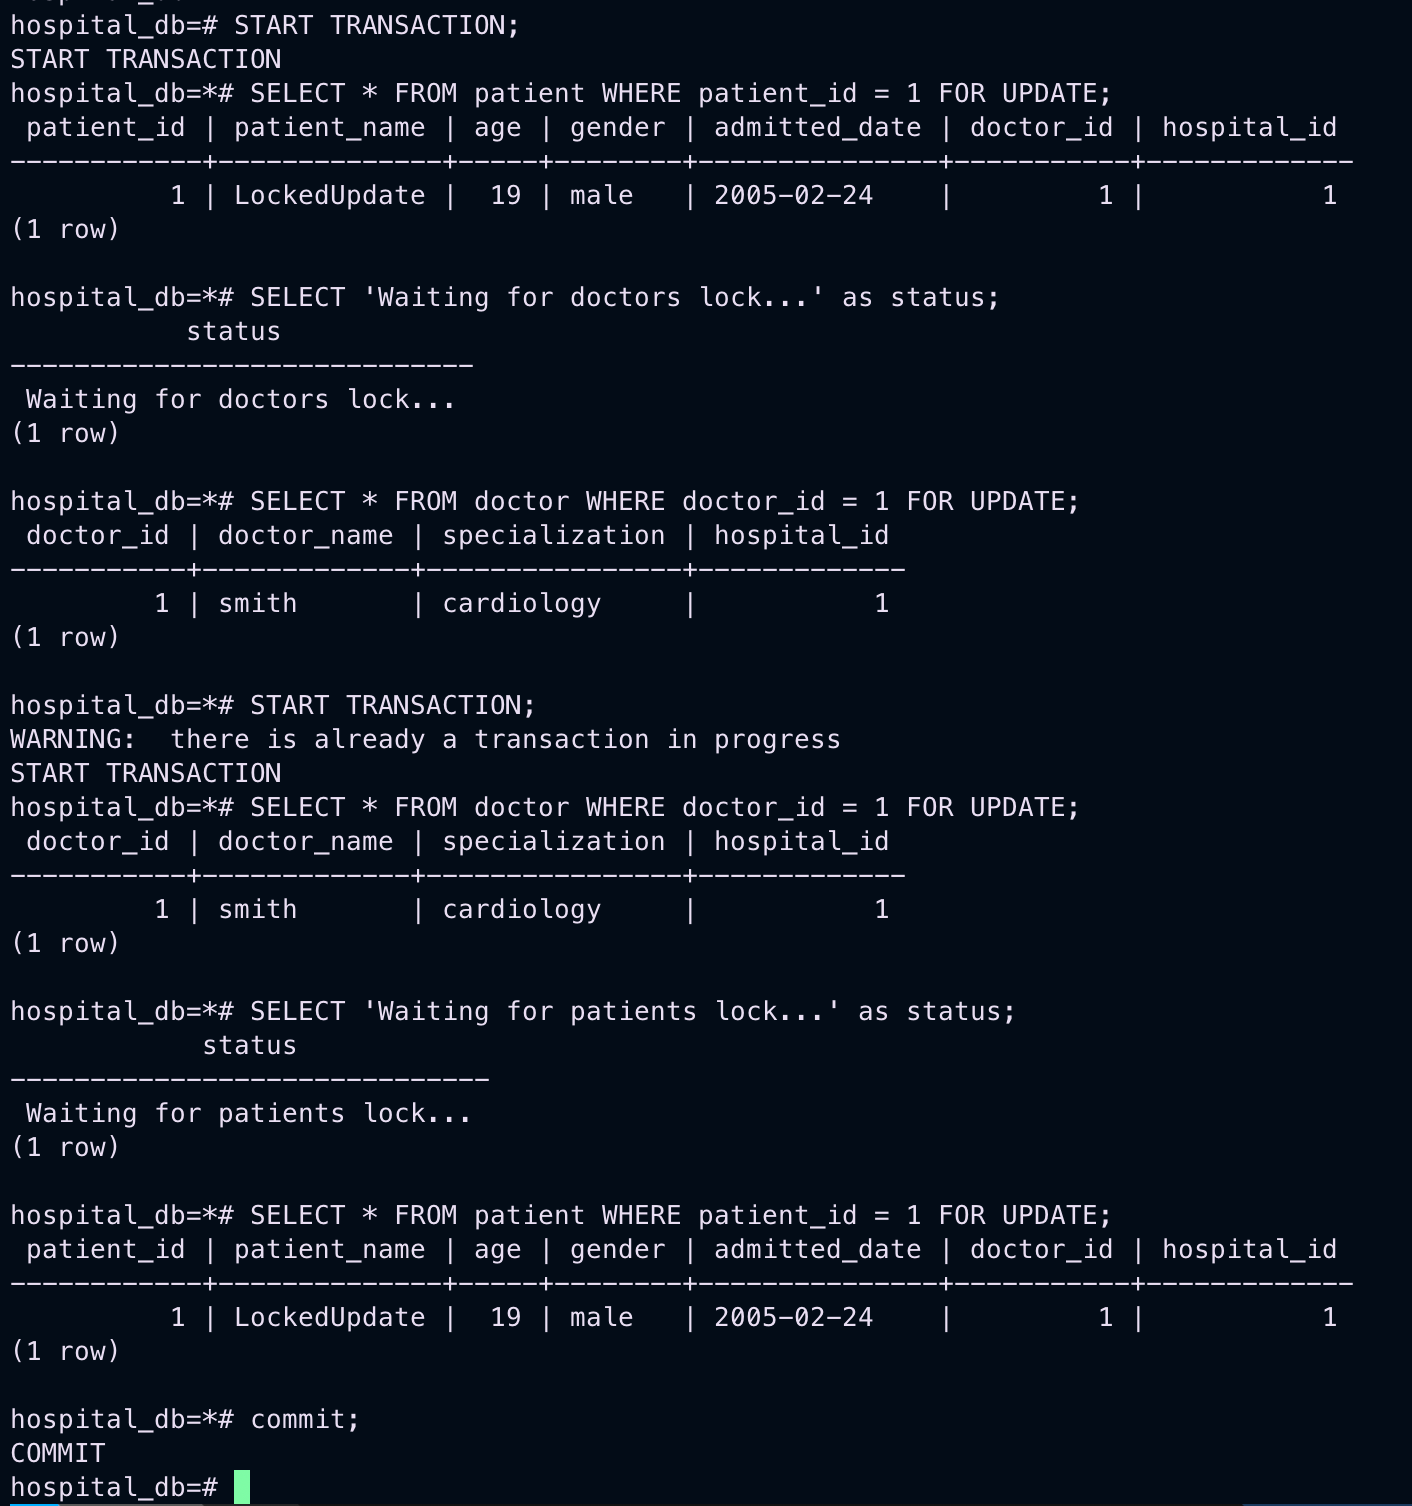 hospital_db=# START TRANSACTION;
START TRANSACTION
hospital_db=*# SELECT * FROM patient WHERE patient_id = 1 FOR UPDATE;
 patient_id | patient_name | age | gender | admitted_date | doctor_id | hospital_id
------------+--------------+-----+--------+---------------+-----------+-------------
          1 | LockedUpdate |  19 | male   | 2005-02-24    |         1 |           1
(1 row)

hospital_db=*# SELECT 'Waiting for doctors lock...' as status;
           status
-----------------------------
 Waiting for doctors lock...
(1 row)

hospital_db=*# SELECT * FROM doctor WHERE doctor_id = 1 FOR UPDATE;
 doctor_id | doctor_name | specialization | hospital_id
-----------+-------------+----------------+-------------
         1 | smith       | cardiology     |           1
(1 row)

hospital_db=*# START TRANSACTION;
WARNING:  there is already a transaction in progress
START TRANSACTION
hospital_db=*# SELECT * FROM doctor WHERE doctor_id = 1 FOR UPDATE;
 doctor_id | doctor_name | specialization | hospital_id
-----------+-------------+----------------+-------------
         1 | smith       | cardiology     |           1
(1 row)

hospital_db=*# SELECT 'Waiting for patients lock...' as status;
            status
------------------------------
 Waiting for patients lock...
(1 row)

hospital_db=*# SELECT * FROM patient WHERE patient_id = 1 FOR UPDATE;
 patient_id | patient_name | age | gender | admitted_date | doctor_id | hospital_id
------------+--------------+-----+--------+---------------+-----------+-------------
          1 | LockedUpdate |  19 | male   | 2005-02-24    |         1 |           1
(1 row)

hospital_db=*# commit;
COMMIT
hospital_db=#